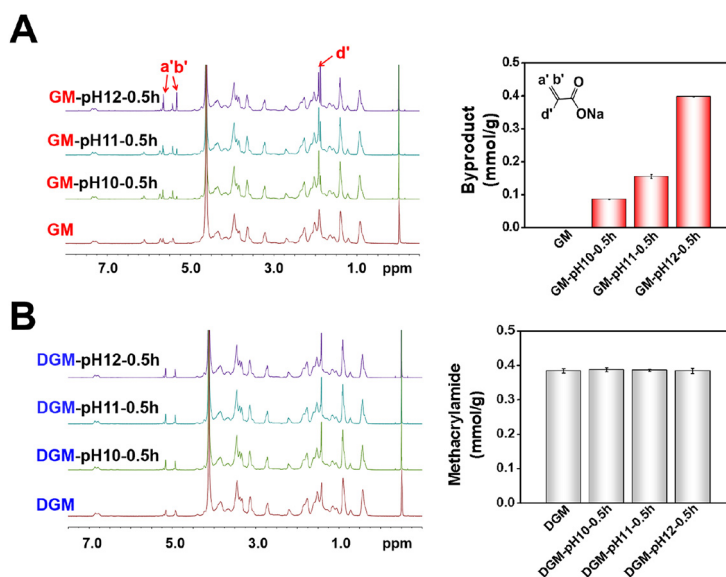 A
a'b'
d'
GM-pH12-0.5h
GM-pH11-0.5h
GM-pH10-0.5h
GM
7.0 5.0 3.0 1.0 ppm
Byproduct
(mmol/g)
0.5
0.4
0.3
0.2
0.1
0.0
a' b'
O
ONa
d'
GM
GM-pH10-0.5h
GM-pH11-0.5h
GM-pH12-0.5h
B
DGM-pH12-0.5h
DGM-pH11-0.5h
DGM-pH10-0.5h
DGM
7.0 5.0 3.0 1.0 ppm
Methacrylamide
(mmol/g)
0.5
0.4
0.3
0.2
0.1
0.0
DGM
DGM-pH10-0.5h
DGM-pH11-0.5h
DGM-pH12-0.5h